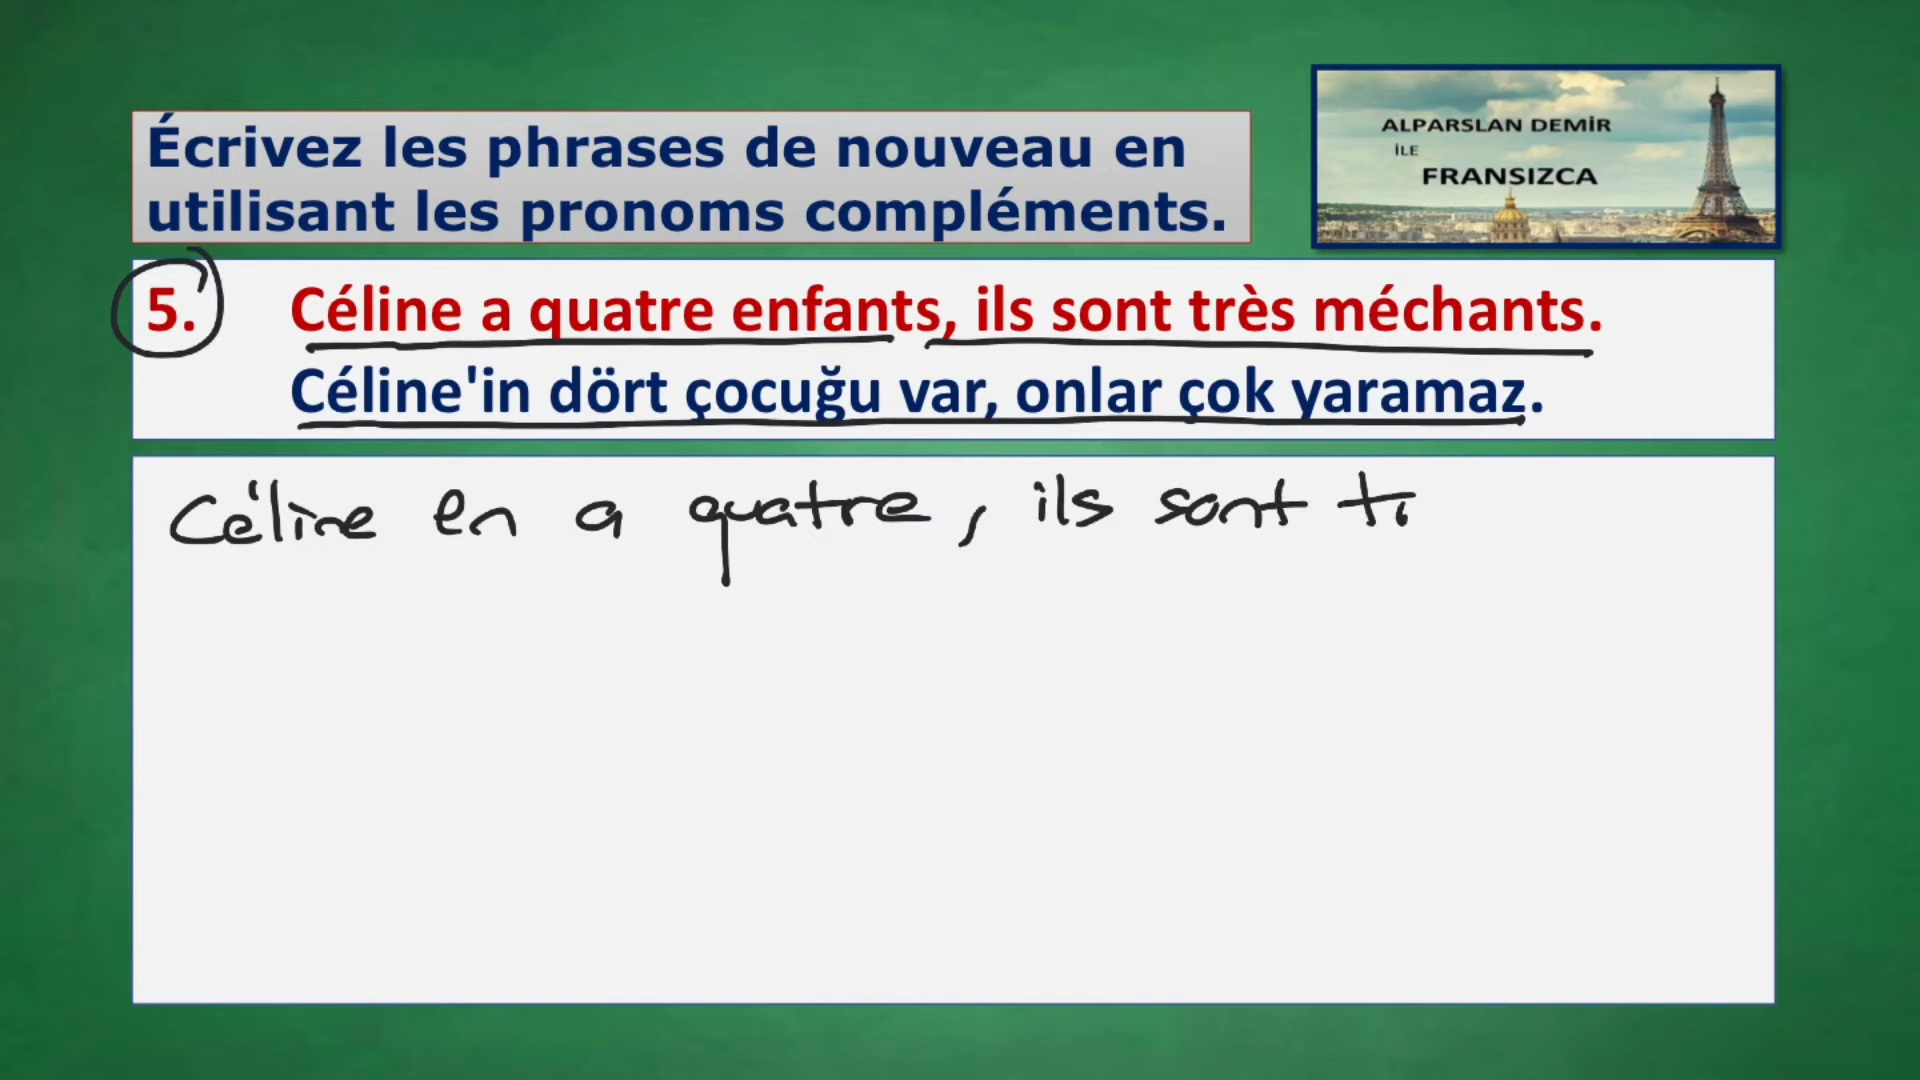 Écrivez les phrases de nouveau en
utilisant les pronoms compléments.
ALPARSLAN DEMİR
İLE
FRANSIZCA
5. Céline a quatre enfants, ils sont très méchants.
Céline'in dört çocuğu var, onlar çok yaramaz.
Céline en a quatre, ils sont tr